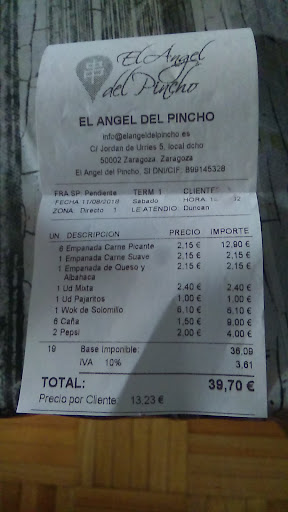 串
El Angel
del Pincho
EL ANGEL DEL PINCHO
info@elangeldelpincho.es
C/ Jordan de Urries 5, local dcho
50002 Zaragoza. Zaragoza
El Angel del Pincho, Sl DNI/CIF: B99145328
FRA.SP: Pendiente TERM 1 CLIENTE:
FECHA 11/08/2018 Sabado HORA:
ZONA: Directo 1 LE ATENDIO: Duncan
UN. DESCRIPCION PRECIO IMPORTE
6 Empanada Carne Picante 2,15 € 12,90 €
1 Empanada Carne Suave 2,15 € 2,15 €
1 Empanada de Queso y 2,15 € 2,15 €
Albahaca
1 Ud Mixta 2,40 € 2,40 €
1 Ud Pajaritos 1,00 € 1,00 €
1 Wok de Solomillo 6,10 € 6,10 €
6 Caña 1,50 € 9,00 €
2 Pepsi 2,00 € 4,00 €
19 Base imponible: 36,09
IVA 10% 3,61
TOTAL: 39,70 €
Precio por Cliente: 13,23 €